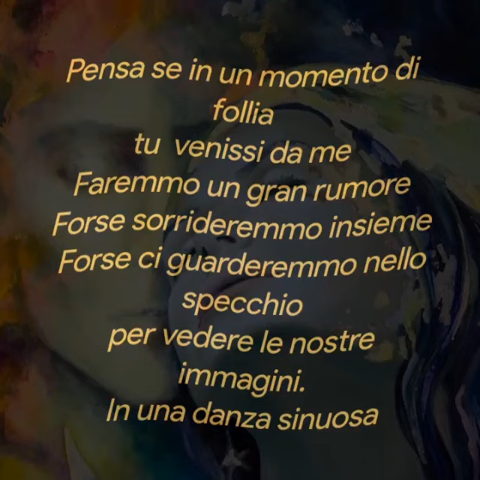 Pensa se in un momento di
follia
tu venissi da me
Faremmo un gran rumore
Forse sorrideremmo insieme
Forse ci guarderemmo nello
specchio
per vedere le nostre
immagini.
In una danza sinuosa